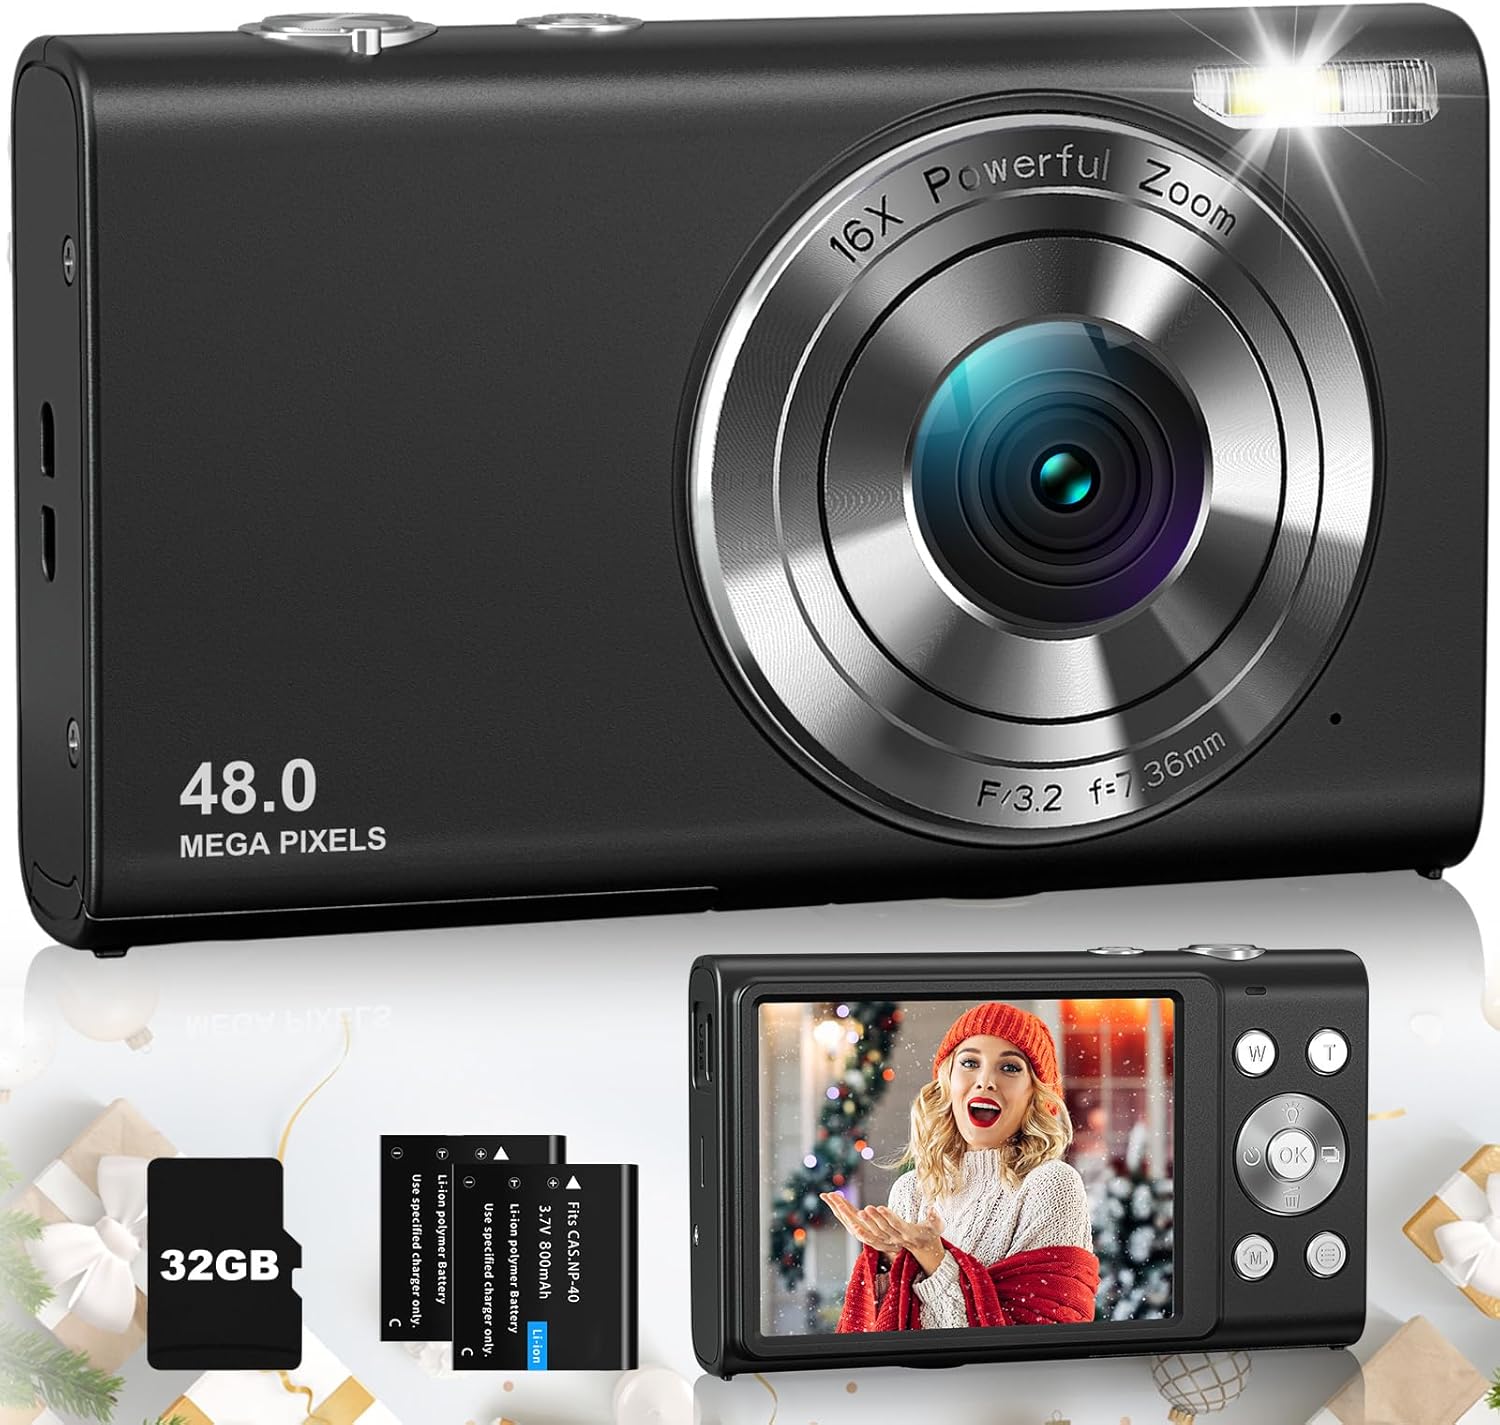 16X Powerful Zoom
F/3.2 f=7.36mm
48.0
MEGA PIXELS
MEGA PIXELS
W T
OK
M
32GB
Li-ion polymer Battery
Use specified charger only.
C
Fits CAS.NP-40
3.7V 800mAh
Li-ion polymer Battery
Use specified charger only.
C
Li-ion